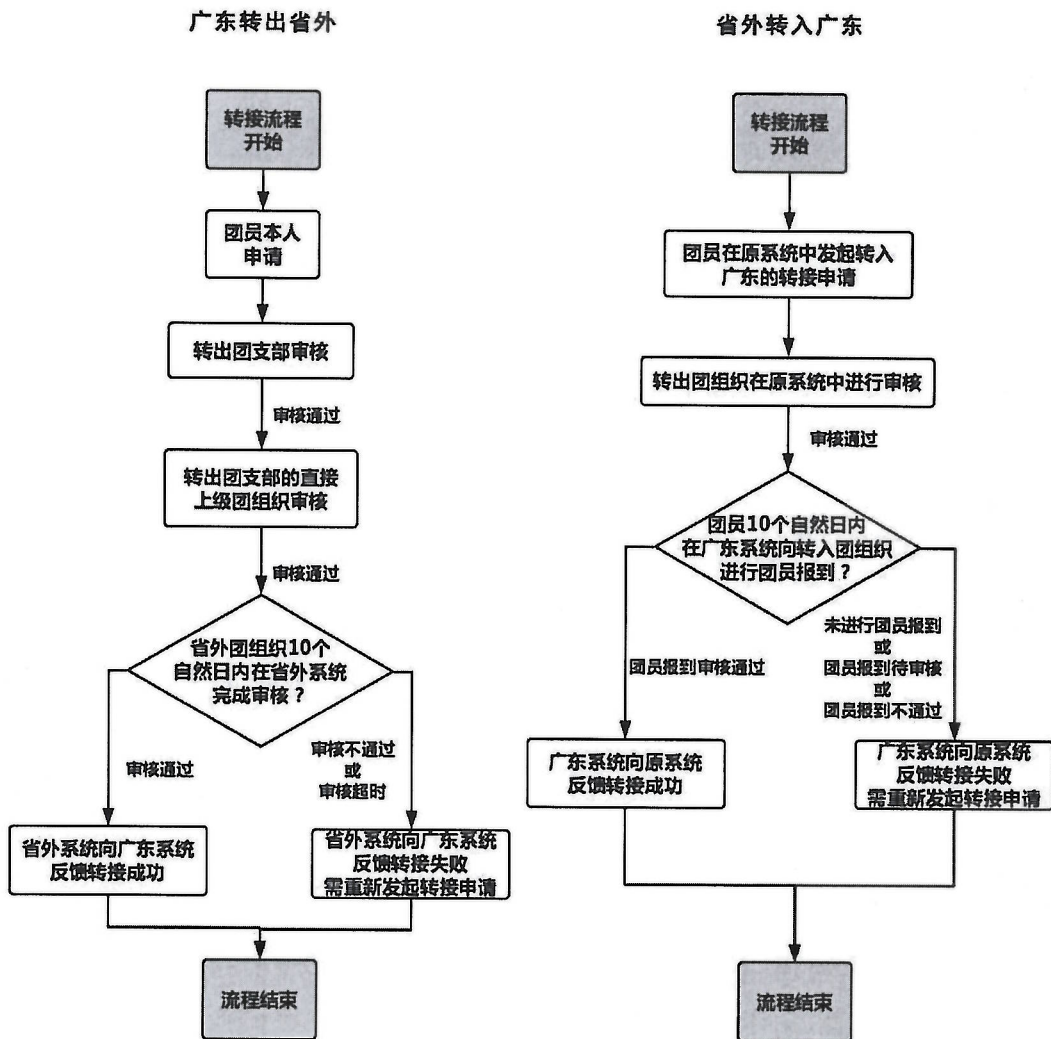 广东转出省外
转接流程
开始
团员本人
申请
转出团支部审核
审核通过
转出团支部的直接
上级团组织审核
审核通过
省外团组织10个
自然日内在省外系统
完成审核？
审核通过
审核不通过
或
审核超时
省外系统向广东系统
反馈转接成功
省外系统向广东系统
反馈转接失败
需重新发起转接申请
流程结束
省外转入广东
转接流程
开始
团员在原系统中发起转入
广东的转接申请
转出团组织在原系统中进行审核
审核通过
团员10个自然日内
在广东系统向转入团组织
进行团员报到？
团员报到审核通过
未进行团员报到
或
团员报到待审核
或
团员报到不通过
广东系统向原系统
反馈转接成功
广东系统向原系统
反馈转接失败
需重新发起转接申请
流程结束